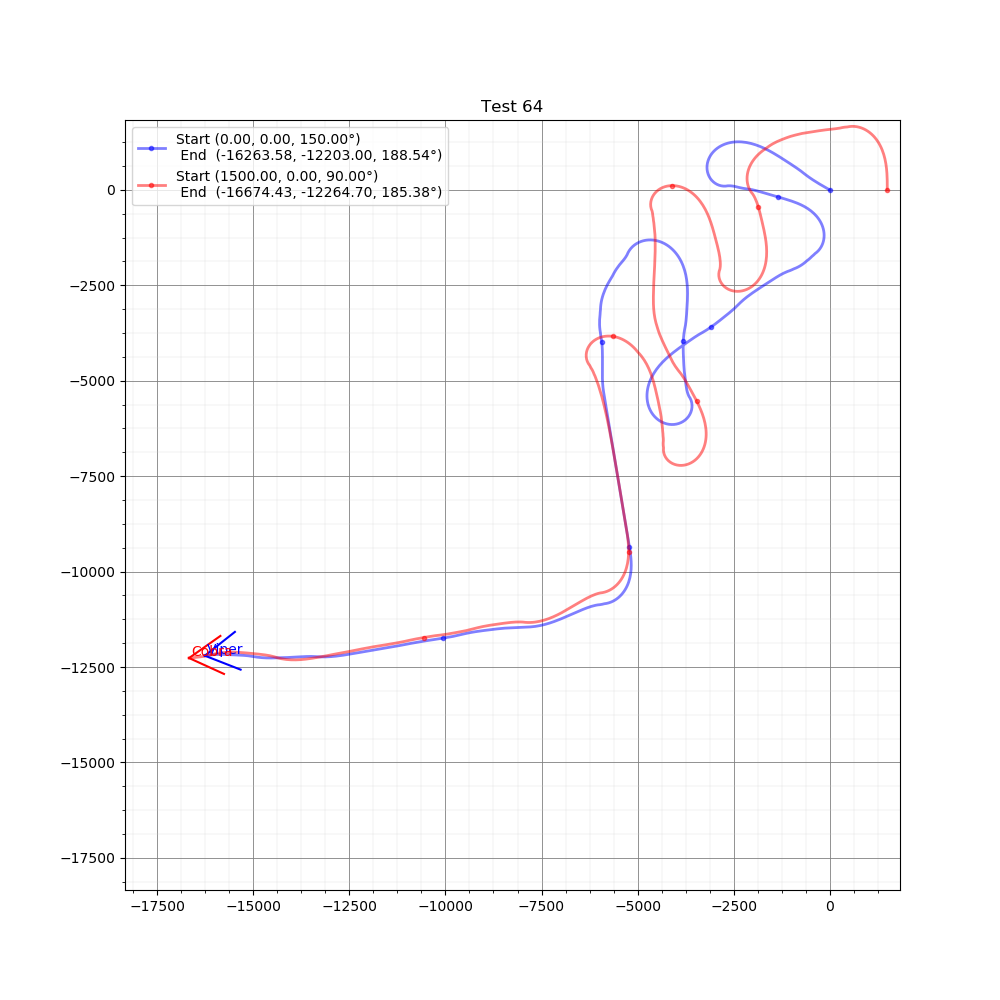 Test 64
Start (0.00, 0.00, 150.00°)
End (-16263.58, -12203.00, 188.54°)
Start (1500.00, 0.00, 90.00°)
End (-16674.43, -12264.70, 185.38°)
0
−2500
−5000
−7500
−10000
−12500
−15000
−17500
−17500 −15000 −12500 −10000 −7500 −5000 −2500 0